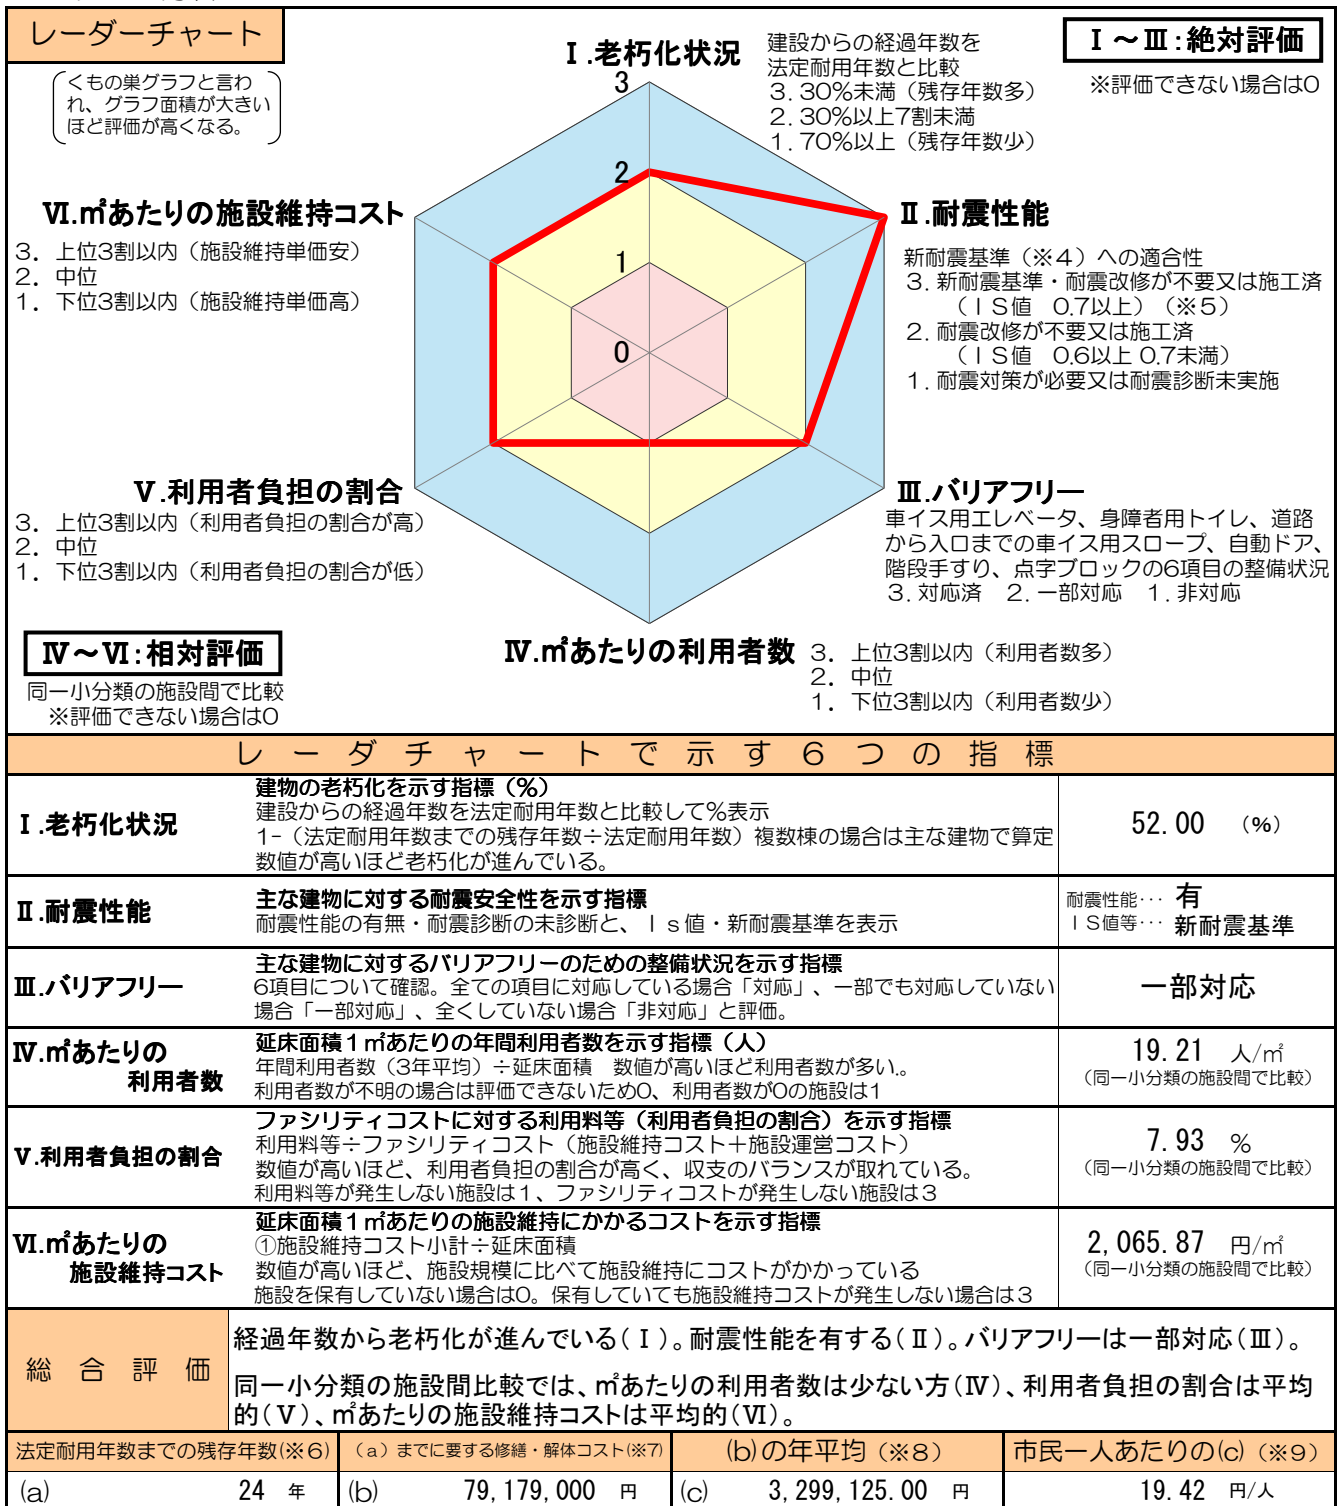 レーダーチャート
くもの巣グラフと言わ
れ、グラフ面積が大きい
ほど評価が高くなる。
Ⅰ.老朽化状況
建設からの経過年数を
法定耐用年数と比較
3.30%未満（残存年数多）
2.30%以上7割未満
1.70%以上（残存年数少）
Ⅰ～Ⅲ:絶対評価
※評価できない場合は0
3
2
1
0
Ⅵ.㎡あたりの施設維持コスト
3．上位3割以内（施設維持単価安）
2．中位
1．下位3割以内（施設維持単価高）
Ⅱ.耐震性能
新耐震基準（※4）への適合性
3.新耐震基準・耐震改修が不要又は施工済
（ＩＳ値　0.7以上）（※5）
2.耐震改修が不要又は施工済
（ＩＳ値　0.6以上 0.7未満）
1.耐震対策が必要又は耐震診断未実施
Ⅴ.利用者負担の割合
3．上位3割以内（利用者負担の割合が高）
2．中位
1．下位3割以内（利用者負担の割合が低）
Ⅲ.バリアフリー
車イス用エレベータ、身障者用トイレ、道路
から入口までの車イス用スロープ、自動ドア、
階段手すり、点字ブロックの6項目の整備状況
3.対応済　2.一部対応　1.非対応
Ⅳ～Ⅵ:相対評価
同一小分類の施設間で比較
※評価できない場合は0
Ⅳ.㎡あたりの利用者数
3．上位3割以内（利用者数多）
2．中位
1．下位3割以内（利用者数少）
レーダチャートで示す6つの指標
Ⅰ.老朽化状況
建物の老朽化を示す指標（%）
建設からの経過年数を法定耐用年数と比較して%表示
1-（法定耐用年数までの残存年数÷法定耐用年数）複数棟の場合は主な建物で算定
数値が高いほど老朽化が進んでいる。
52.00　（%）
Ⅱ.耐震性能
主な建物に対する耐震安全性を示す指標
耐震性能の有無・耐震診断の未診断と、Ｉｓ値・新耐震基準を表示
耐震性能… 有
ＩＳ値等… 新耐震基準
Ⅲ.バリアフリー
主な建物に対するバリアフリーのための整備状況を示す指標
6項目について確認。全ての項目に対応している場合「対応」、一部でも対応していない
場合「一部対応」、全くしていない場合「非対応」と評価。
一部対応
Ⅳ.㎡あたりの
利用者数
延床面積１㎡あたりの年間利用者数を示す指標（人）
年間利用者数（3年平均）÷延床面積　数値が高いほど利用者数が多い。
利用者数が不明の場合は評価できないため0、利用者数が0の施設は1
19.21　人/㎡
（同一小分類の施設間で比較）
Ⅴ.利用者負担の割合
ファシリティコストに対する利用料等（利用者負担の割合）を示す指標
利用料等÷ファシリティコスト（施設維持コスト＋施設運営コスト）
数値が高いほど、利用者負担の割合が高く、収支のバランスが取れている。
利用料等が発生しない施設は１、ファシリティコストが発生しない施設は３
7.93　%
（同一小分類の施設間で比較）
Ⅵ.㎡あたりの
施設維持コスト
延床面積１㎡あたりの施設維持にかかるコストを示す指標
①施設維持コスト小計÷延床面積
数値が高いほど、施設規模に比べて施設維持にコストがかかっている
施設を保有していない場合は0。保有していても施設維持コストが発生しない場合は３
2,065.87　円/㎡
（同一小分類の施設間で比較）
総合評価
経過年数から老朽化が進んでいる（Ⅰ）。耐震性能を有する（Ⅱ）。バリアフリーは一部対応（Ⅲ）。
同一小分類の施設間比較では、㎡あたりの利用者数は少ない方（Ⅳ）、利用者負担の割合は平均
的（Ⅴ）、㎡あたりの施設維持コストは平均的（Ⅵ）。
法定耐用年数までの残存年数(※6)
（a）までに要する修繕・解体コスト(※7)
(b)の年平均（※8）
市民一人あたりの(c)（※9）
(a)　24　年
(b)　79,179,000　円
(c)　3,299,125.00　円
19.42　円/人